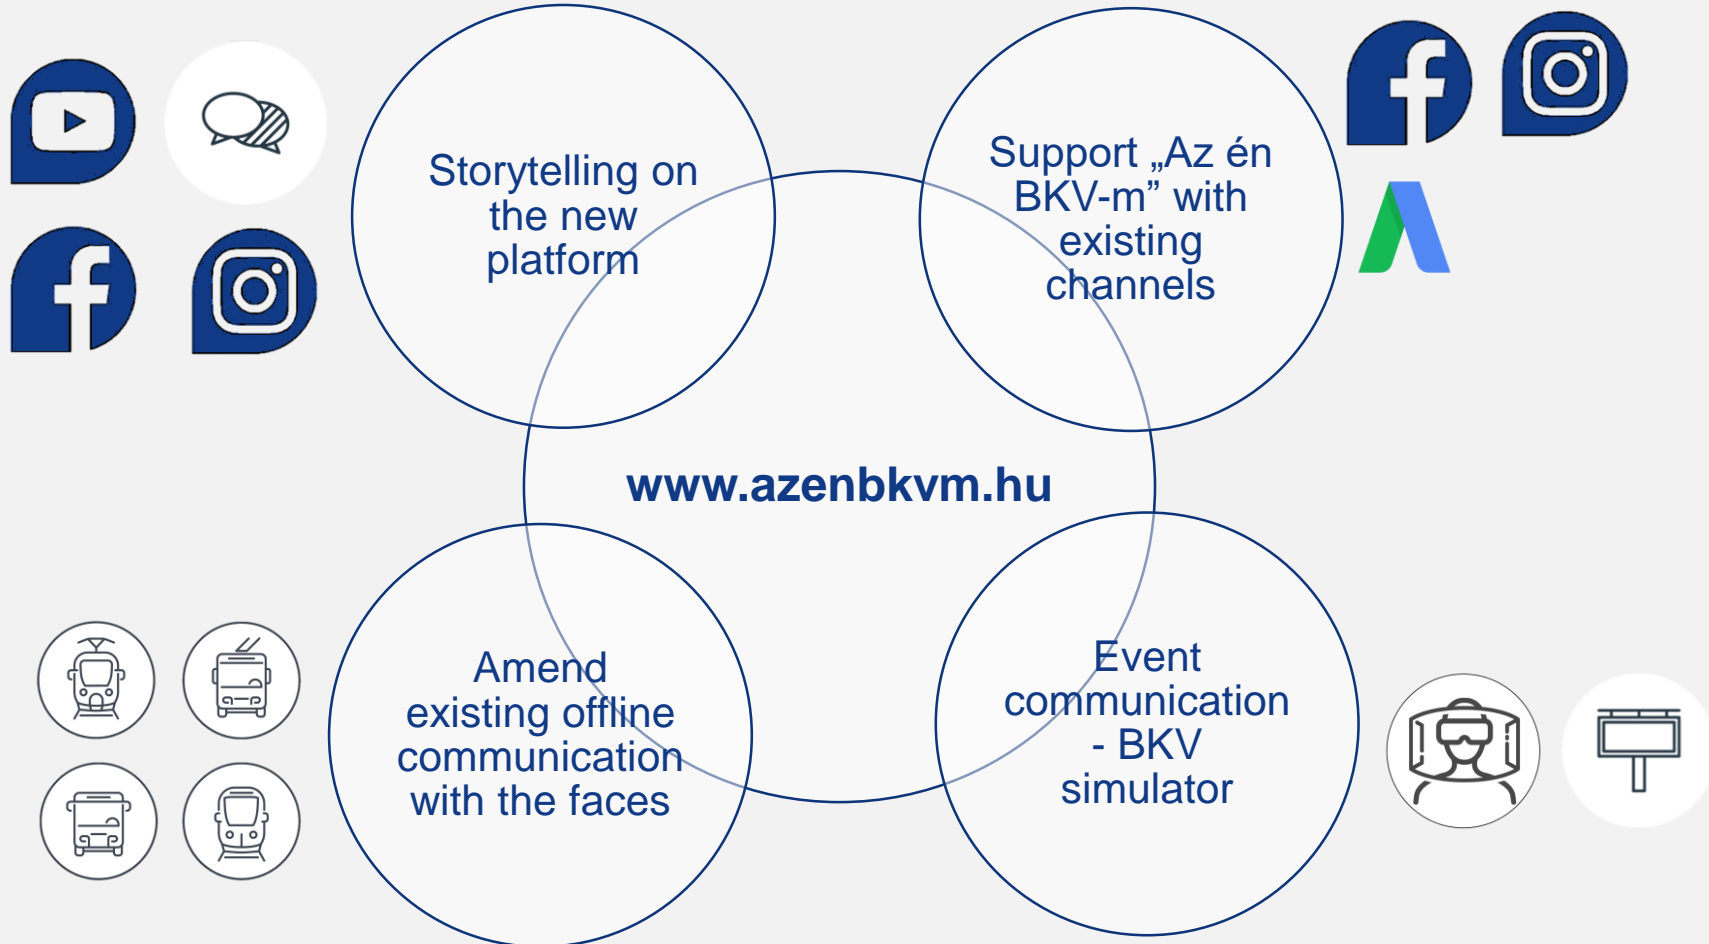 Storytelling on
the new
platform
Support „Az én
BKV-m” with
existing
channels
www.azenbkvm.hu
Amend
existing offline
communication
with the faces
Event
communication
- BKV
simulator